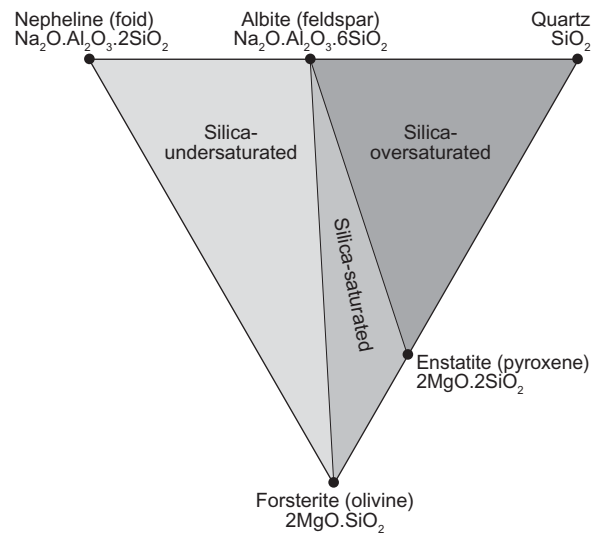 Nepheline (foid)
Na₂O.Al₂O₃.2SiO₂
Albite (feldspar)
Na₂O.Al₂O₃.6SiO₂
Quartz
SiO₂
Silica-
undersaturated
Silica-
oversaturated
Silica-saturated
Enstatite (pyroxene)
2MgO.2SiO₂
Forsterite (olivine)
2MgO.SiO₂